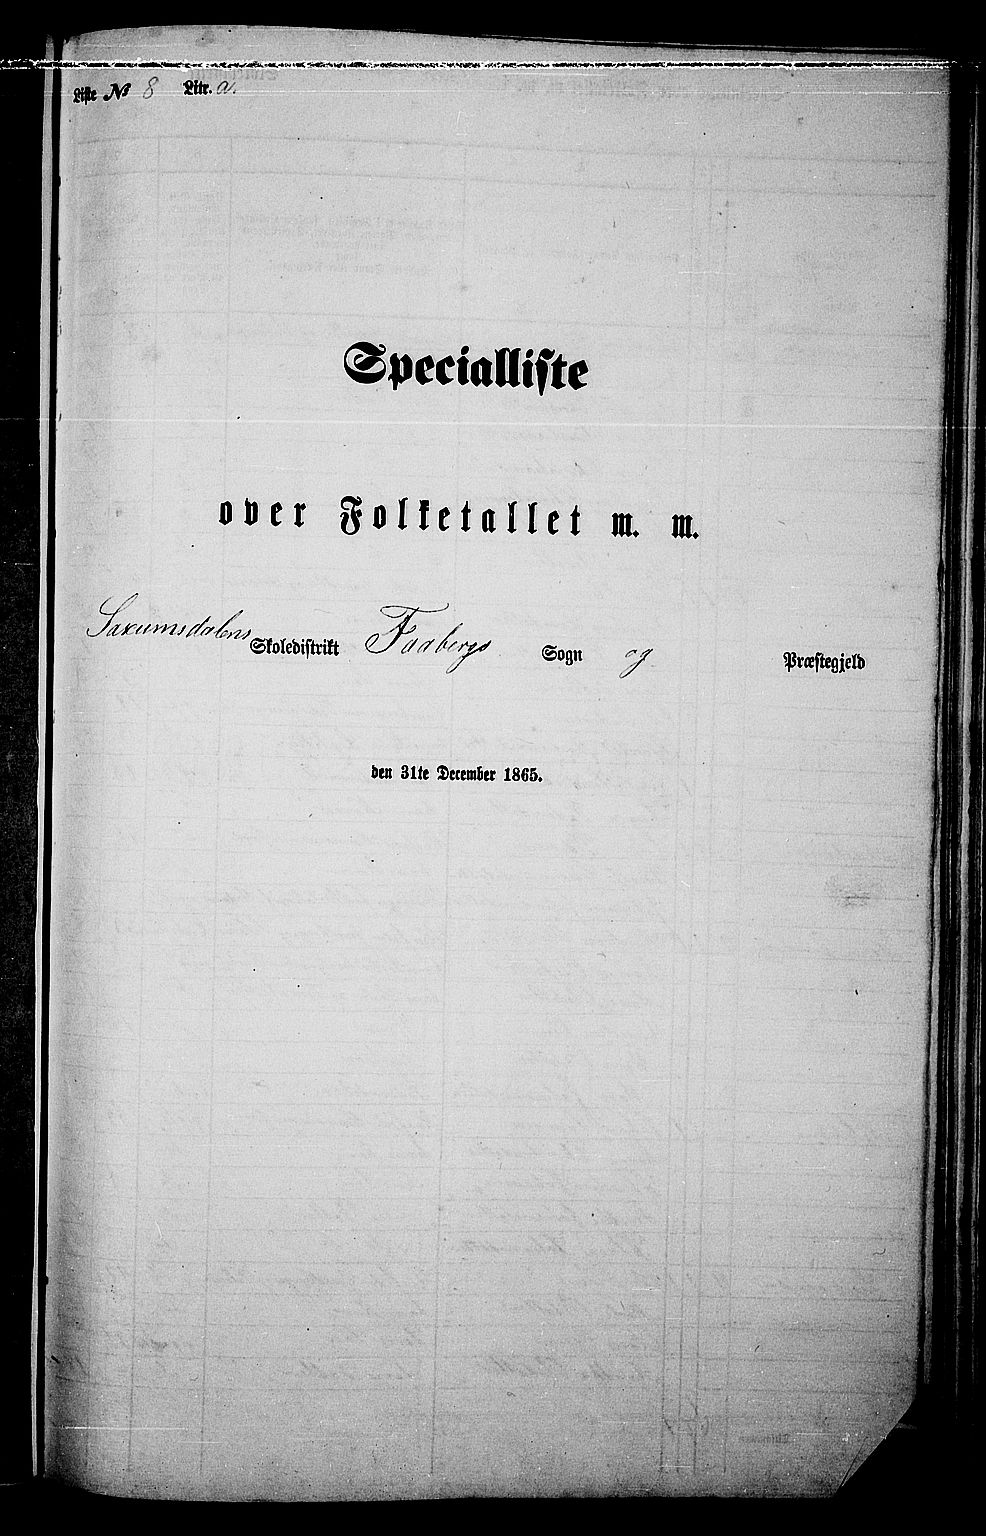 Liste № 8 Litr. a.
Specialliste
over Folketallet m. m.
Saxumsdalens Skoledistrikt Faabergs Sogn og Præstegjeld
den 31te December 1865.